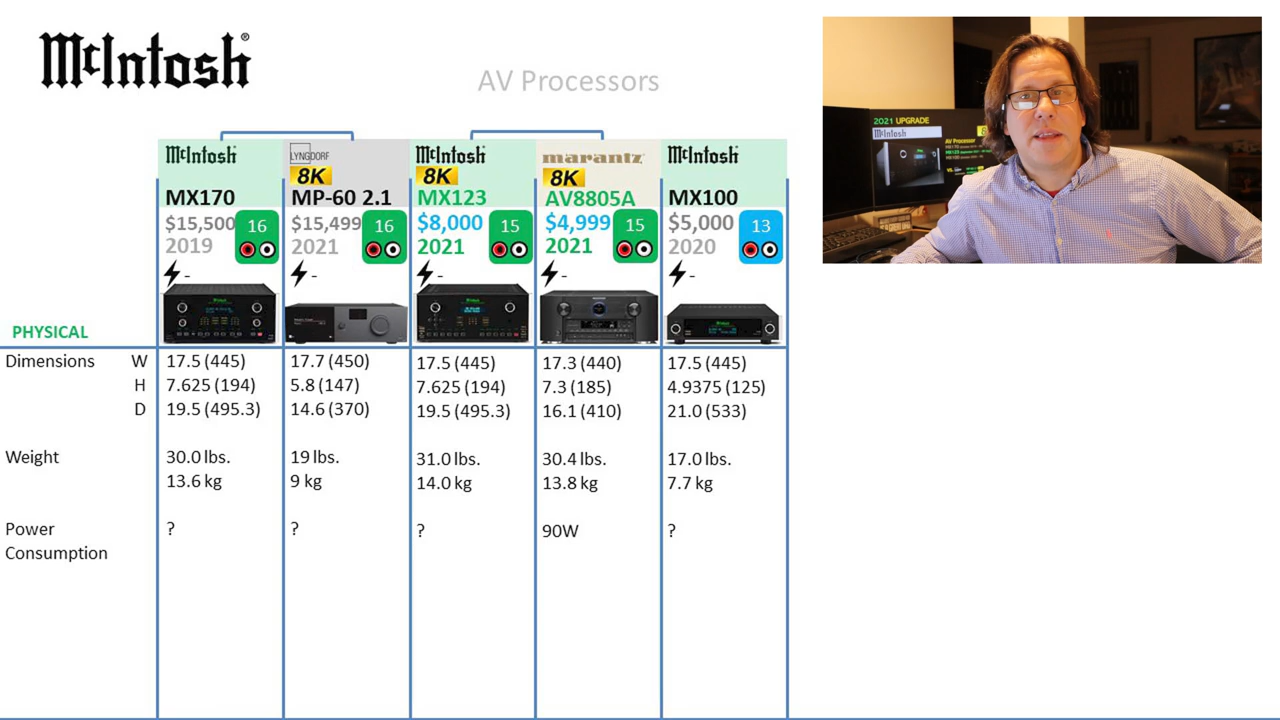 McIntosh®
AV Processors
2021 UPGRADE
McIntosh
AV Processor
McIntosh LYNGDORF McIntosh marantz® McIntosh
8K 8K 8K
MX170 MP-60 2.1 MX123 AV8805A MX100
$15,500 16 $15,499 16 $8,000 15 $4,999 15 $5,000 13
2019 2021 2021 2021 2020
- - - - -
PHYSICAL
Dimensions W 17.5 (445) 17.7 (450) 17.5 (445) 17.3 (440) 17.5 (445)
H 7.625 (194) 5.8 (147) 7.625 (194) 7.3 (185) 4.9375 (125)
D 19.5 (495.3) 14.6 (370) 19.5 (495.3) 16.1 (410) 21.0 (533)
Weight 30.0 lbs. 19 lbs. 31.0 lbs. 30.4 lbs. 17.0 lbs.
13.6 kg 9 kg 14.0 kg 13.8 kg 7.7 kg
Power ? ? ? 90W ?
Consumption